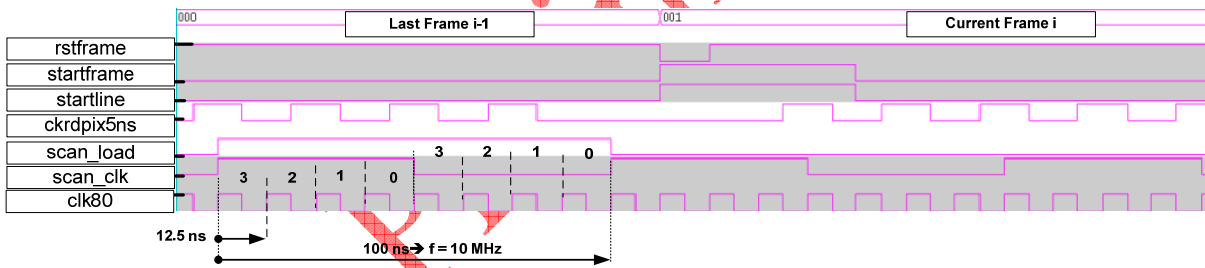 000
Last Frame i-1
001
Current Frame i
rstframe
startframe
startline
ckrdpix5ns
scan_load
3 2 1 0
scan_clk
3 2 1 0
clk80
12.5 ns
100 ns➔ f = 10 MHz